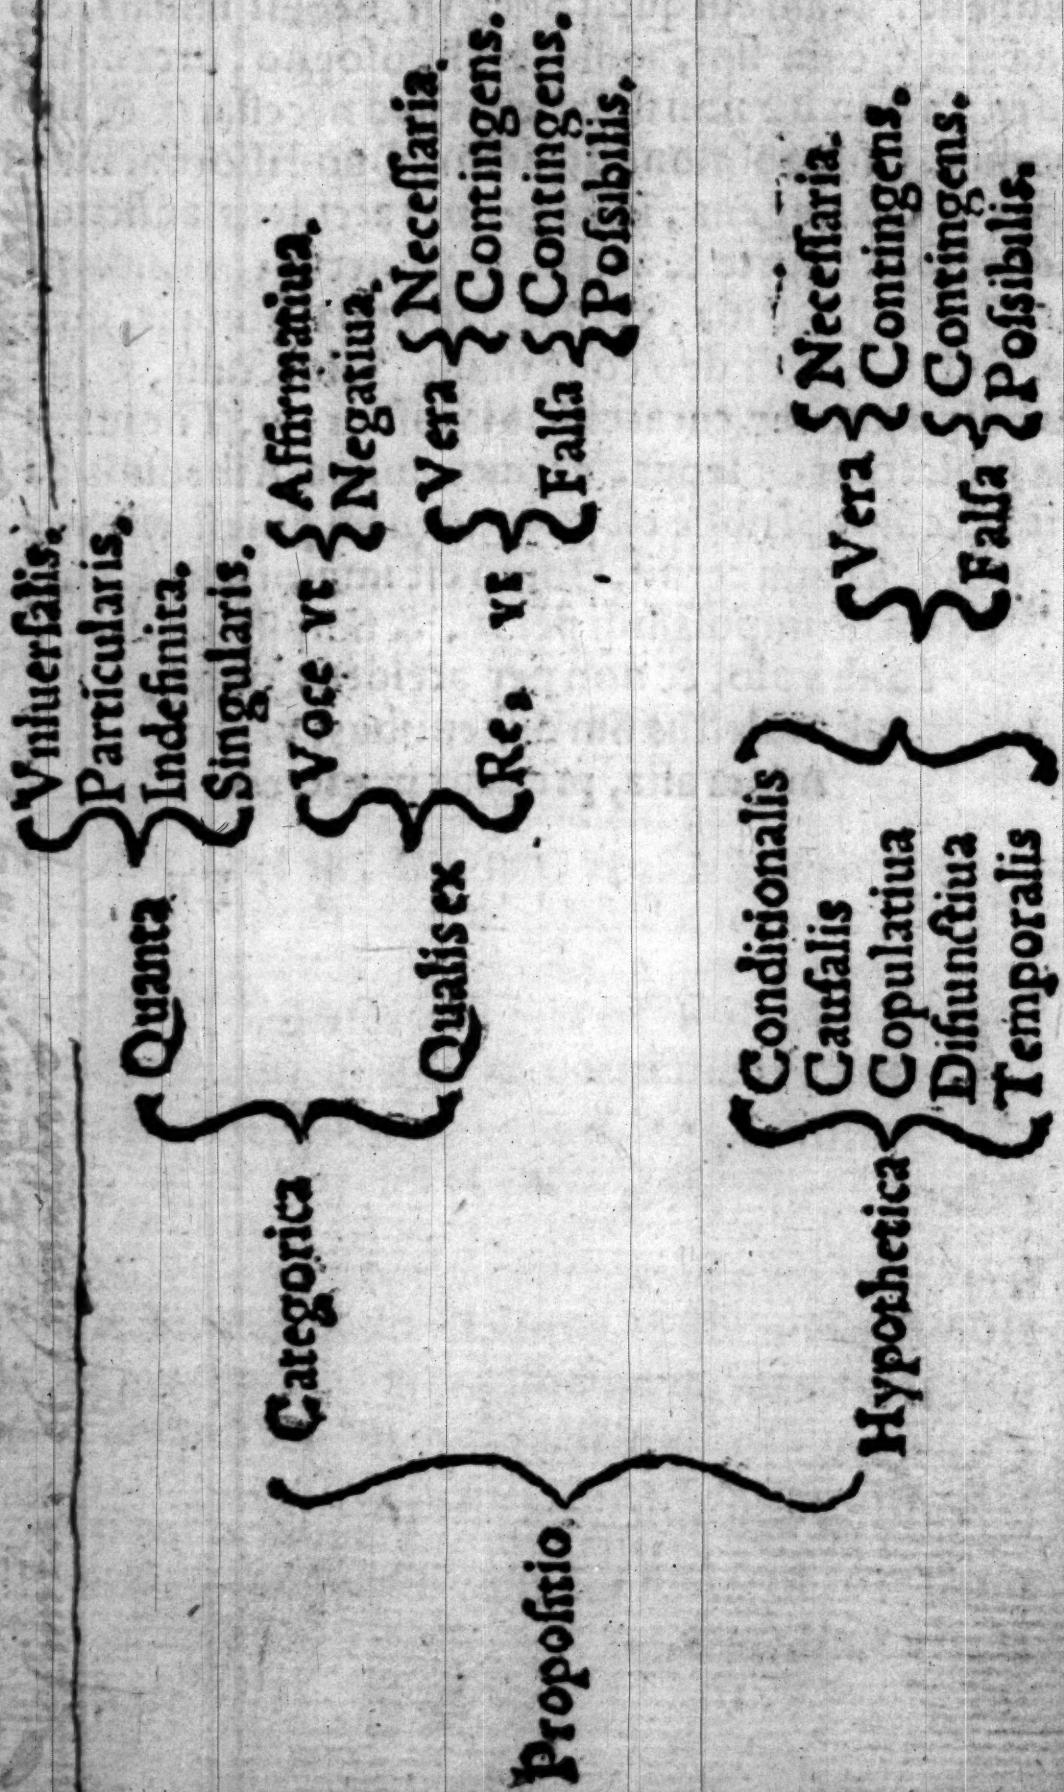 Propoſitio
Categorica
Quanta
Vniuerſalis.
Particularis.
Indefinita.
Singularis.
Qualis ex
Voce vt
Affirmatiua.
Negatiua.
Re, vt
Vera
Neceſſaria.
Contingens.
Falſa
Contingens.
Poſsibilis.
Hypothetica
Conditionalis
Cauſalis
Copulatiua
Diſiunctiua
Temporalis
Vera
Neceſſaria.
Contingens.
Falſa
Contingens.
Poſsibilis.